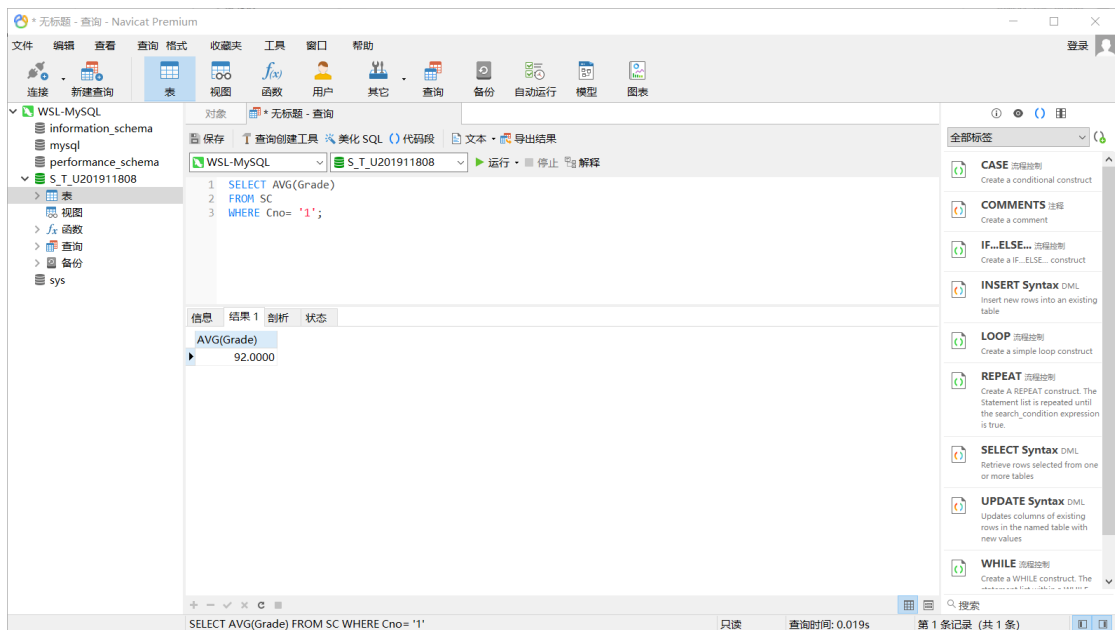 * 无标题 - 查询 - Navicat Premium
文件 编辑 查看 查询 格式 收藏夹 工具 窗口 帮助 登录
连接 新建查询 表 视图 函数 用户 其它 查询 备份 自动运行 模型 图表
WSL-MySQL
information_schema
mysql
performance_schema
S_T_U201911808
表
视图
函数
查询
备份
sys
对象 * 无标题 - 查询
保存 查询创建工具 美化 SQL 代码段 文本 导出结果
WSL-MySQL S_T_U201911808 运行 停止 解释
1 SELECT AVG(Grade)
2 FROM SC
3 WHERE Cno= '1';
信息 结果 1 剖析 状态
AVG(Grade)
92.0000
全部标签
CASE 流程控制
Create a conditional construct
COMMENTS 注释
Create a comment
IF...ELSE... 流程控制
Create a IF...ELSE... construct
INSERT Syntax DML
Insert new rows into an existing
table
LOOP 流程控制
Create a simple loop construct
REPEAT 流程控制
Create A REPEAT construct. The
Statement list is repeated until
the search_condition expression
is true.
SELECT Syntax DML
Retrieve rows selected from one
or more tables
UPDATE Syntax DML
Updates columns of existing
rows in the named table with
new values
WHILE 流程控制
Create a WHILE construct. The
搜索
SELECT AVG(Grade) FROM SC WHERE Cno= '1' 只读 查询时间: 0.019s 第 1 条记录 (共 1 条)